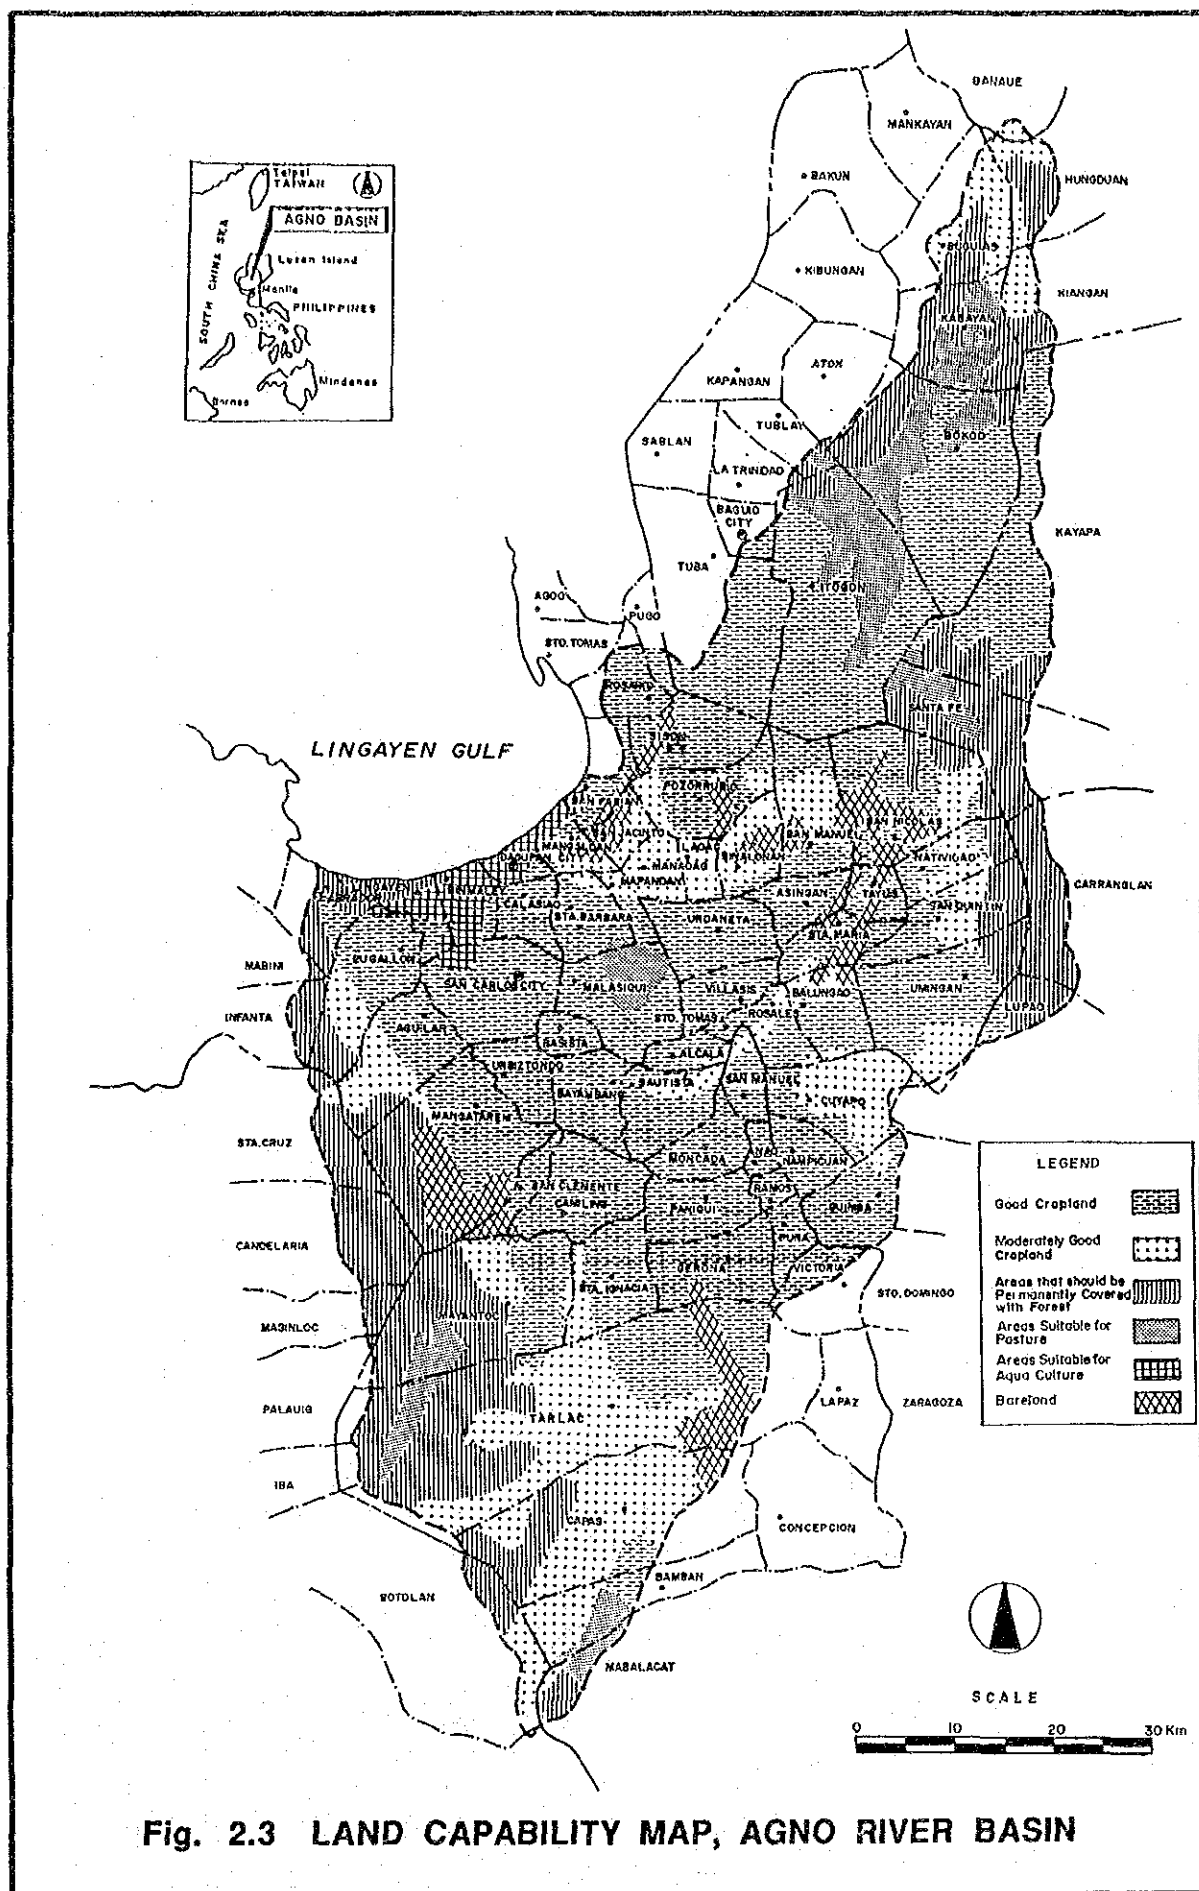 BANAUE
MANKAYAN
BAKUN
HUNGDUAN
Taipei
TAIWAN
AGNO BASIN
SOUTH CHINA SEA
Luzon Island
Manila
PHILIPPINES
Mindanao
Borneo
BUGUIAS
KIBUNGAN
KIANGAN
KABAYAN
ATOK
KAPANGAN
TUBLAY
SABLAN
BOKOD
LA TRINDAD
BAGUIO
CITY
KAYAPA
TUBA
ITOGON
AGOO
PUGO
STO. TOMAS
ROSARIO
SANTA FE
SISON
LINGAYEN GULF
POZORRUBIO
SAN FABIAN
SAN JACINTO
LAOAC
SAN MANUEL
SAN NICOLAS
MANGALDAN
DAGUPAN CITY
MANAOAG
BINALONAN
NATIVIDAD
MAPANDAN
LINGAYEN
BINMALEY
LABRADOR
CALASIAO
ASINGAN
TAYUG
CARRANGLAN
STA. BARBARA
URDANETA
SAN QUINTIN
STA. MARIA
BUGALLON
MABINI
SAN CARLOS CITY
MALASIQUI
VILLASIS
BALUNGAO
UMINGAN
LUPAO
INFANTA
AGUILAR
STO. TOMAS
ROSALES
BASISTA
ALCALA
URBIZTONDO
BAUTISTA
SAN MANUEL
BAYAMBANG
CUYAPO
MANGATAREM
STA. CRUZ
MONCADA
NAMPICUAN
SAN CLEMENTE
RAMOS
CAMILING
PANIQUI
GUIMBA
PURA
CANDELARIA
GERONA
VICTORIA
STA. IGNACIA
STO. DOMINGO
MAYANTOC
MASINLOC
LAPAZ
ZARAGOZA
PALAUIG
TARLAC
IBA
CAPAS
CONCEPCION
BAMBAN
BOTOLAN
MABALACAT
LEGEND
Good Cropland
Moderately Good
Cropland
Areas that should be
Permanantly Covered
with Forest
Areas Suitable for
Pasture
Areas Suitable for
Aqua Culture
Bareland
SCALE
0 10 20 30 Km
Fig. 2.3 LAND CAPABILITY MAP, AGNO RIVER BASIN